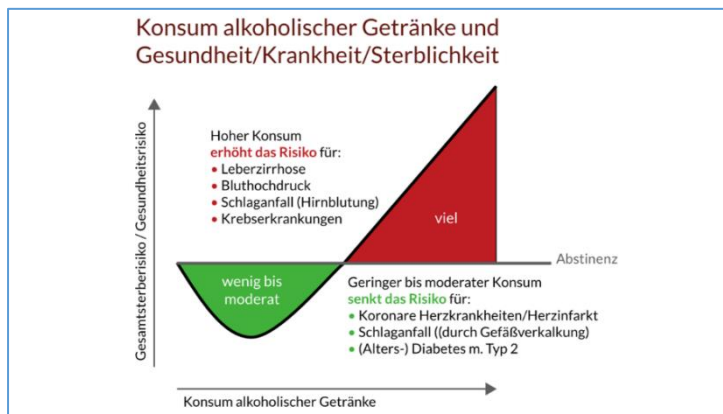 Konsum alkoholischer Getränke und
Gesundheit/Krankheit/Sterblichkeit
Gesamtsterberisiko / Gesundheitsrisiko
Hoher Konsum
erhöht das Risiko für:
• Leberzirrhose
• Bluthochdruck
• Schlaganfall (Hirnblutung)
• Krebserkrankungen
viel
Abstinenz
wenig bis
moderat
Geringer bis moderater Konsum
senkt das Risiko für:
• Koronare Herzkrankheiten/Herzinfarkt
• Schlaganfall ((durch Gefäßverkalkung)
• (Alters-) Diabetes m. Typ 2
Konsum alkoholischer Getränke